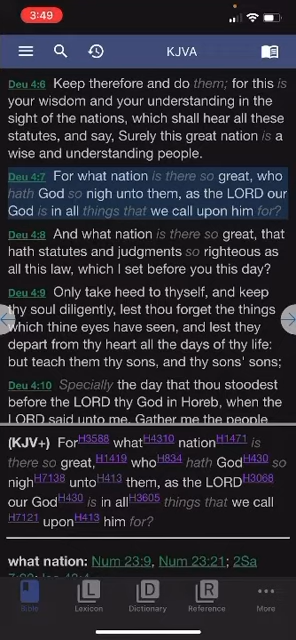 3:49
KJVA
Deu 4:6 Keep therefore and do them; for this is
your wisdom and your understanding in the
sight of the nations, which shall hear all these
statutes, and say, Surely this great nation is a
wise and understanding people.
Deu 4:7 For what nation is there so great, who
hath God so nigh unto them, as the LORD our
God is in all things that we call upon him for?
Deu 4:8 And what nation is there so great, that
hath statutes and judgments so righteous as
all this law, which I set before you this day?
Deu 4:9 Only take heed to thyself, and keep
thy soul diligently, lest thou forget the things
which thine eyes have seen, and lest they
depart from thy heart all the days of thy life:
but teach them thy sons, and thy sons' sons;
Deu 4:10 Specially the day that thou stoodest
before the LORD thy God in Horeb, when the
LORD said unto me, Gather me the people
(KJV+) ForH3588 whatH4310 nationH1471 is
there so great,H1419 whoH834 hath GodH430 so
nighH7138 untoH413 them, as the LORDH3068
our GodH430 is in allH3605 things that we call
H7121 uponH413 him for?
what nation: Num 23:9, Num 23:21; 2Sa
Bible
L
Lexicon
D
Dictionary
R
Reference
More